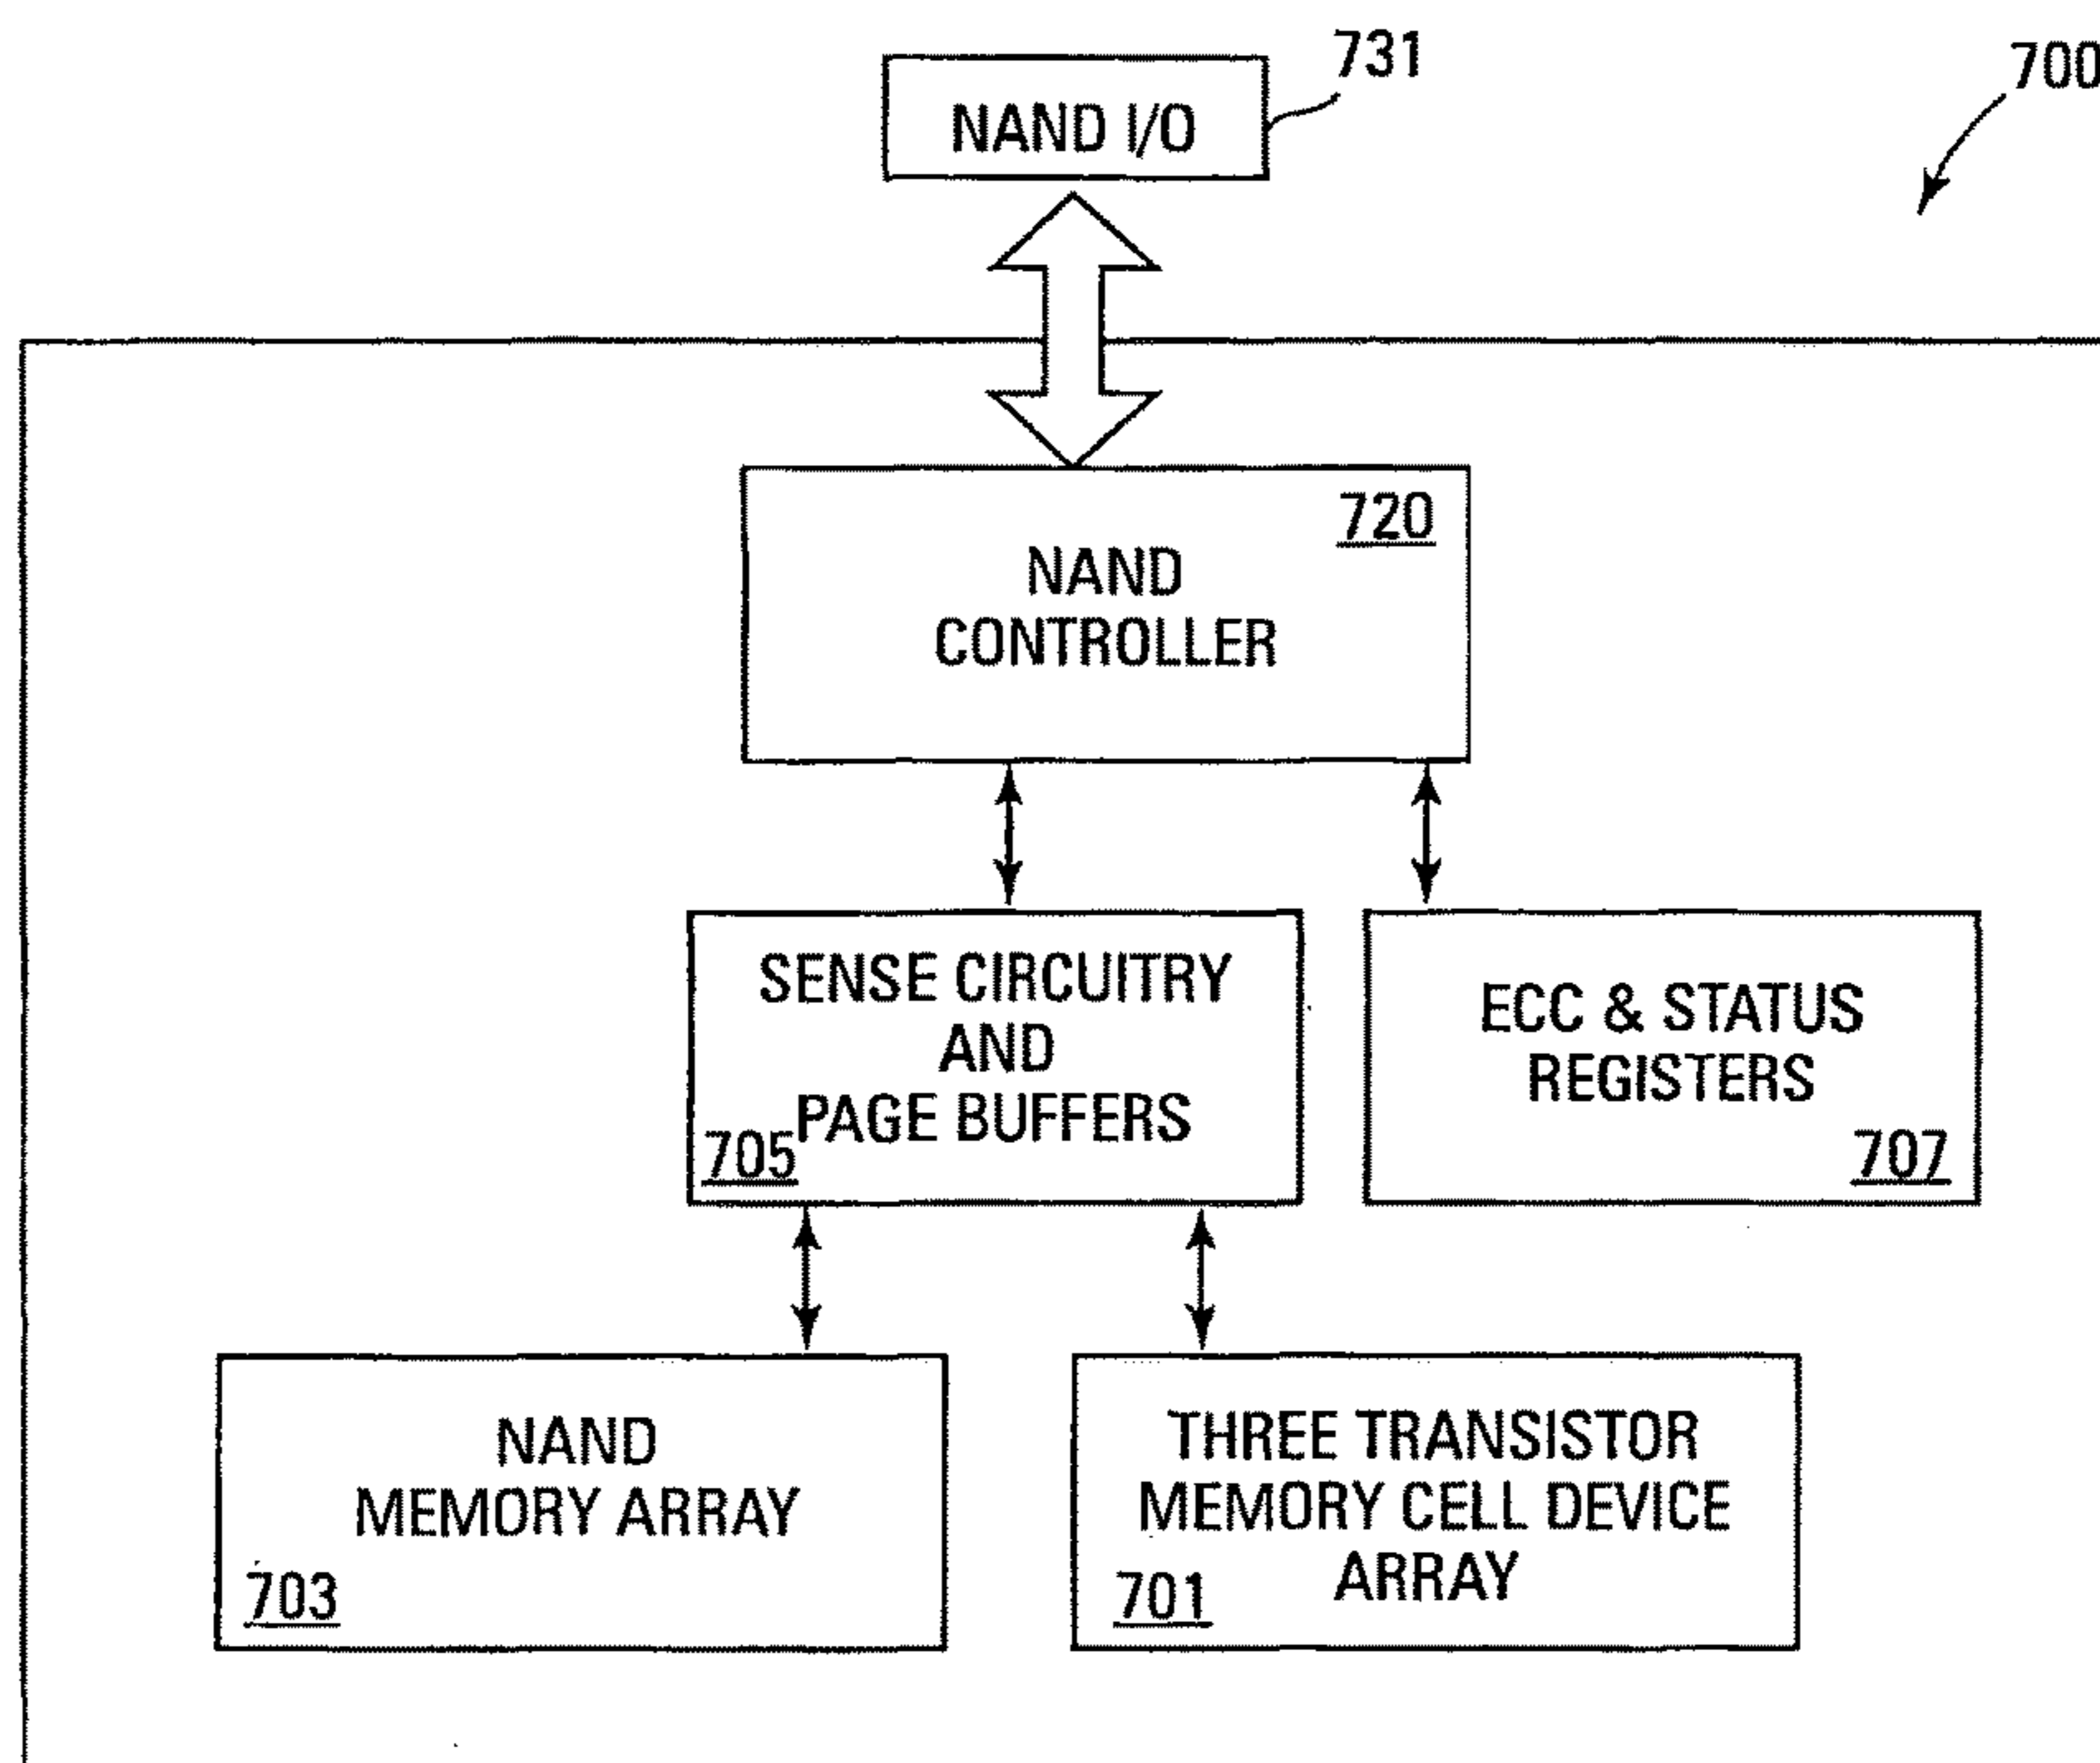 731
700
NAND I/O
720
NAND
CONTROLLER
SENSE CIRCUITRY
AND
PAGE BUFFERS
705
ECC & STATUS
REGISTERS
707
NAND
MEMORY ARRAY
703
THREE TRANSISTOR
MEMORY CELL DEVICE
ARRAY
701